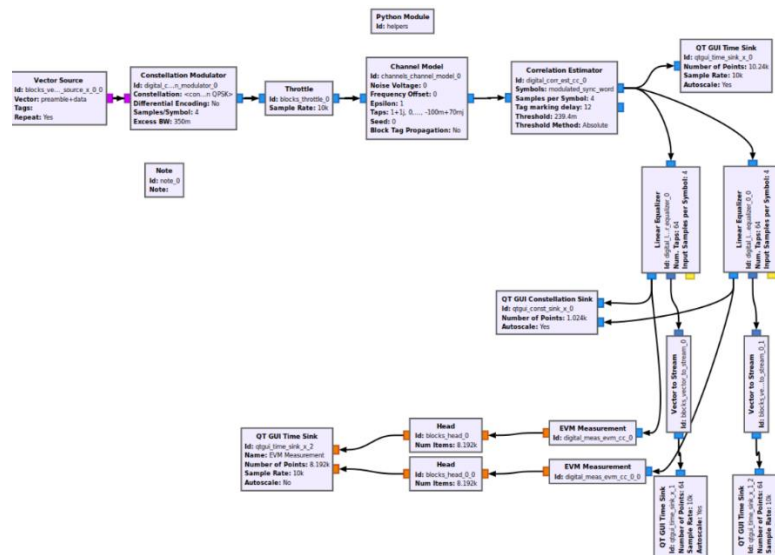 Python Module
Id: helpers
Vector Source
Id: blocks_ve..._source_x_0_0
Vector: preamble+data
Tags:
Repeat: Yes
Constellation Modulator
Id: digital_c...n_modulator_0
Constellation: <con...n QPSK>
Differential Encoding: No
Samples/Symbol: 4
Excess BW: 350m
Throttle
Id: blocks_throttle_0
Sample Rate: 10k
Channel Model
Id: channels_channel_model_0
Noise Voltage: 0
Frequency Offset: 0
Epsilon: 1
Taps: 1+1j, 0,..., -100m+70mj
Seed: 0
Block Tag Propagation: No
Correlation Estimator
Id: digital_corr_est_cc_0
Symbols: modulated_sync_word
Samples per Symbol: 4
Tag marking delay: 12
Threshold: 239.4m
Threshold Method: Absolute
QT GUI Time Sink
Id: qtgui_time_sink_x_0
Number of Points: 10.24k
Sample Rate: 10k
Autoscale: Yes
Note
Id: note_0
Note:
Linear Equalizer
Id: digital_l...r_equalizer_0
Num. Taps: 64
Input Samples per Symbol: 4
Linear Equalizer
Id: digital_l...equalizer_0_0
Num. Taps: 64
Input Samples per Symbol: 4
QT GUI Constellation Sink
Id: qtgui_const_sink_x_0
Number of Points: 1.024k
Autoscale: Yes
Vector to Stream
Id: blocks_vector_to_stream_0
Vector to Stream
Id: blocks_ve...to_stream_0_1
QT GUI Time Sink
Id: qtgui_time_sink_x_2
Name: EVM Measurement
Number of Points: 8.192k
Sample Rate: 10k
Autoscale: No
Head
Id: blocks_head_0
Num Items: 8.192k
EVM Measurement
Id: digital_meas_evm_cc_0
Head
Id: blocks_head_0_0
Num Items: 8.192k
EVM Measurement
Id: digital_meas_evm_cc_0_0
QT GUI Time Sink
Id: qtgui_time_sink_x_1
Number of Points: 64
Sample Rate: 10k
Autoscale: Yes
QT GUI Time Sink
Id: qtgui_time_sink_x_1_2
Number of Points: 64
Sample Rate: 10k
Autoscale: Yes